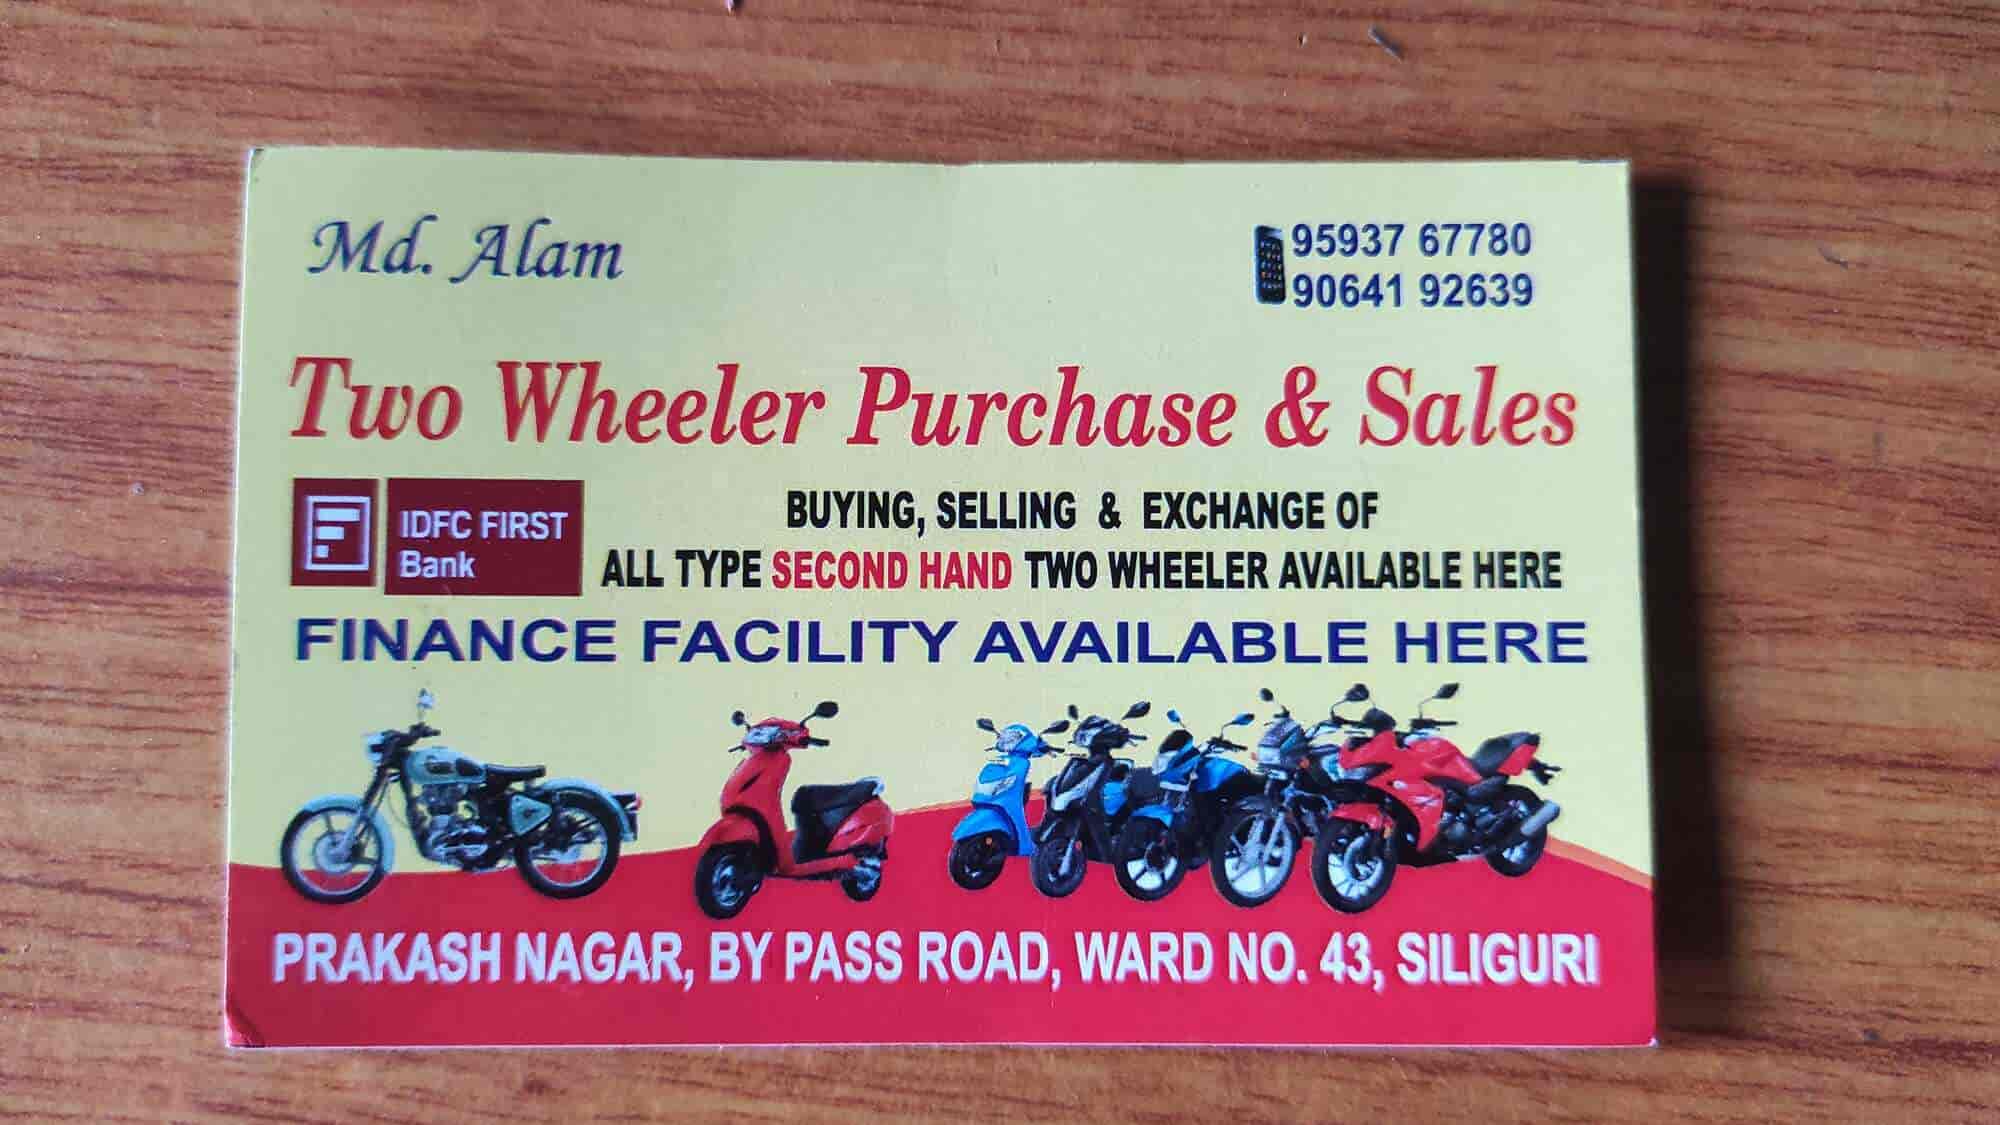 Md. Alam
95937 67780
90641 92639
Two Wheeler Purchase & Sales
IDFC FIRST
Bank
BUYING, SELLING & EXCHANGE OF
ALL TYPE SECOND HAND TWO WHEELER AVAILABLE HERE
FINANCE FACILITY AVAILABLE HERE
PRAKASH NAGAR, BY PASS ROAD, WARD NO. 43, SILIGURI